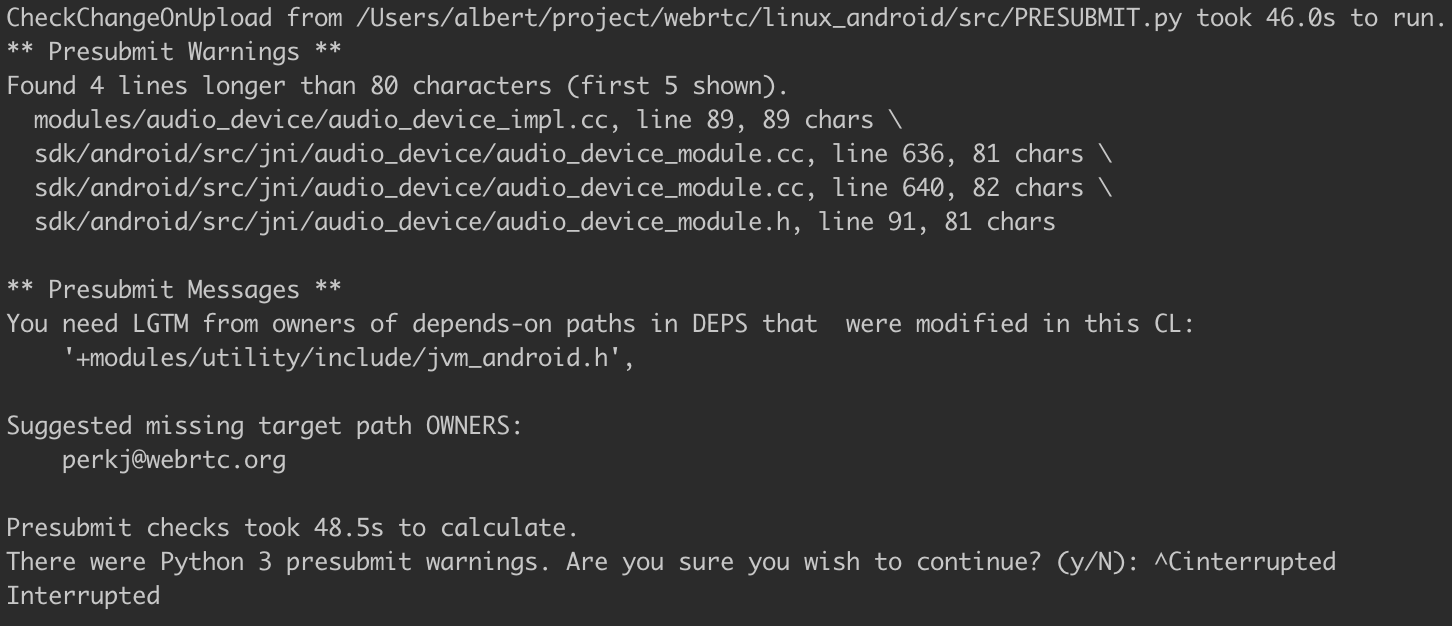 CheckChangeOnUpload from /Users/albert/project/webrtc/linux_android/src/PRESUBMIT.py took 46.0s to run.
** Presubmit Warnings **
Found 4 lines longer than 80 characters (first 5 shown).
  modules/audio_device/audio_device_impl.cc, line 89, 89 chars \
  sdk/android/src/jni/audio_device/audio_device_module.cc, line 636, 81 chars \
  sdk/android/src/jni/audio_device/audio_device_module.cc, line 640, 82 chars \
  sdk/android/src/jni/audio_device/audio_device_module.h, line 91, 81 chars

** Presubmit Messages **
You need LGTM from owners of depends-on paths in DEPS that  were modified in this CL:
    '+modules/utility/include/jvm_android.h',

Suggested missing target path OWNERS:
    perkj@webrtc.org

Presubmit checks took 48.5s to calculate.
There were Python 3 presubmit warnings. Are you sure you wish to continue? (y/N): ^Cinterrupted
Interrupted